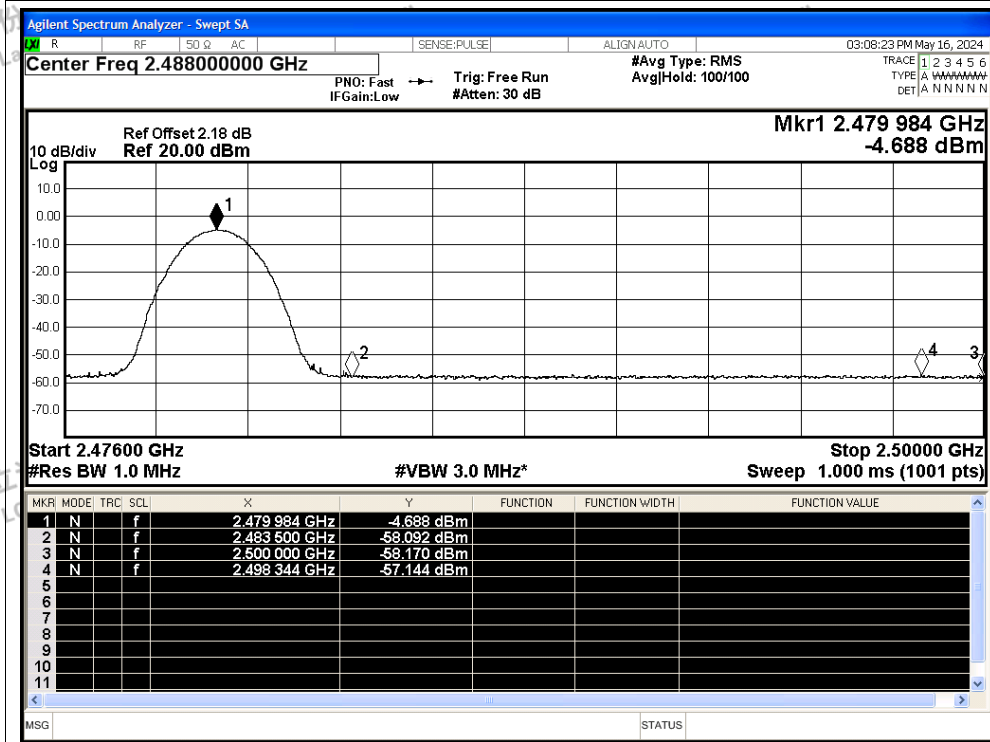 Agilent Spectrum Analyzer - Swept SA
LXI R RF 50 Ω AC SENSE:PULSE ALIGN AUTO 03:08:23 PM May 16, 2024
Center Freq 2.488000000 GHz
PNO: Fast
IFGain:Low
Trig: Free Run
#Atten: 30 dB
#Avg Type: RMS
Avg|Hold: 100/100
TRACE 1 2 3 4 5 6
TYPE A WWWWW
DET A N N N N N
Ref Offset 2.18 dB
10 dB/div Ref 20.00 dBm
Log
Mkr1 2.479 984 GHz
-4.688 dBm
10.0
0.00
-10.0
-20.0
-30.0
-40.0
-50.0
-60.0
-70.0
1
2
4
3
Start 2.47600 GHz Stop 2.50000 GHz
#Res BW 1.0 MHz #VBW 3.0 MHz* Sweep 1.000 ms (1001 pts)
MKR MODE TRC SCL X Y FUNCTION FUNCTION WIDTH FUNCTION VALUE
1 N f 2.479 984 GHz -4.688 dBm
2 N f 2.483 500 GHz -58.092 dBm
3 N f 2.500 000 GHz -58.170 dBm
4 N f 2.498 344 GHz -57.144 dBm
5
6
7
8
9
10
11
MSG STATUS